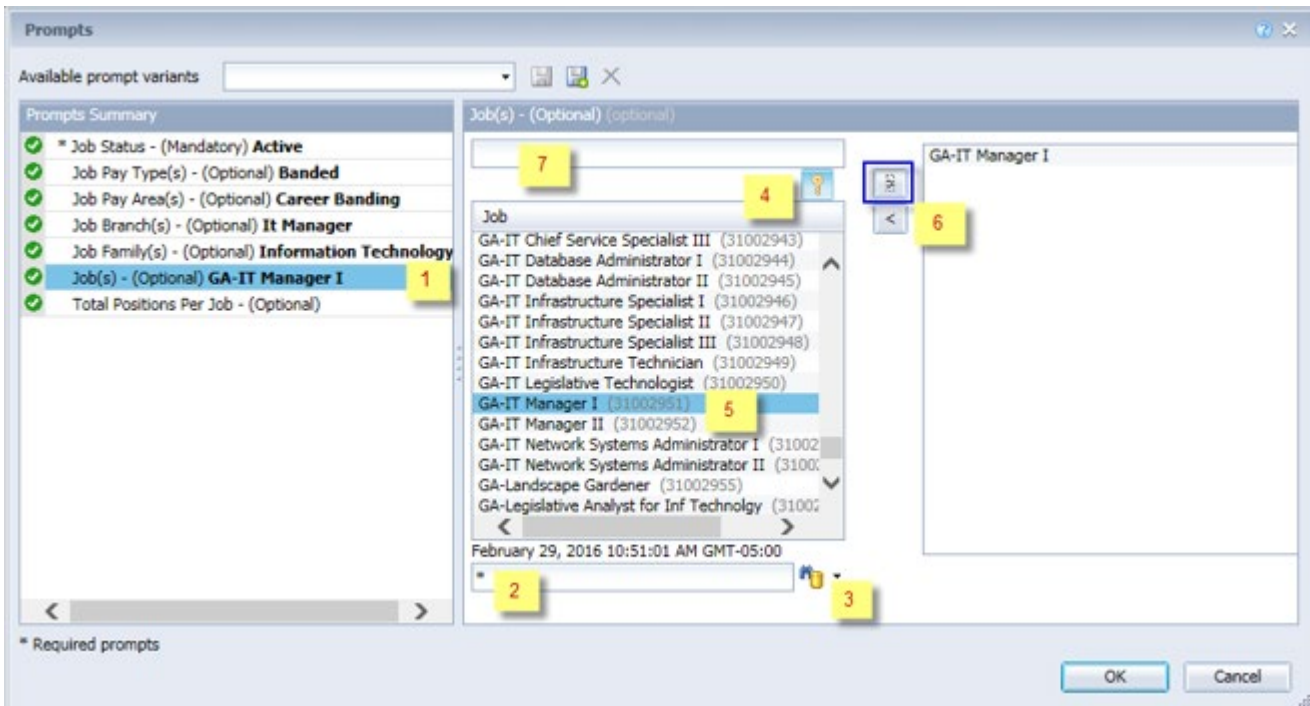 Prompts
Available prompt variants
Prompts Summary
* Job Status - (Mandatory) Active
Job Pay Type(s) - (Optional) Banded
Job Pay Area(s) - (Optional) Career Banding
Job Branch(s) - (Optional) It Manager
Job Family(s) - (Optional) Information Technology
Job(s) - (Optional) GA-IT Manager I
1
Total Positions Per Job - (Optional)
* Required prompts
Job(s) - (Optional) (optional)
7
4
Job
GA-IT Chief Service Specialist III (31002943)
GA-IT Database Administrator I (31002944)
GA-IT Database Administrator II (31002945)
GA-IT Infrastructure Specialist I (31002946)
GA-IT Infrastructure Specialist II (31002947)
GA-IT Infrastructure Specialist III (31002948)
GA-IT Infrastructure Technician (31002949)
GA-IT Legislative Technologist (31002950)
GA-IT Manager I (31002951)
5
GA-IT Manager II (31002952)
GA-IT Network Systems Administrator I (31002
GA-IT Network Systems Administrator II (3100
GA-Landscape Gardener (31002955)
GA-Legislative Analyst for Inf Technolgy (31002
February 29, 2016 10:51:01 AM GMT-05:00
*
2
3
<
6
GA-IT Manager I
OK
Cancel